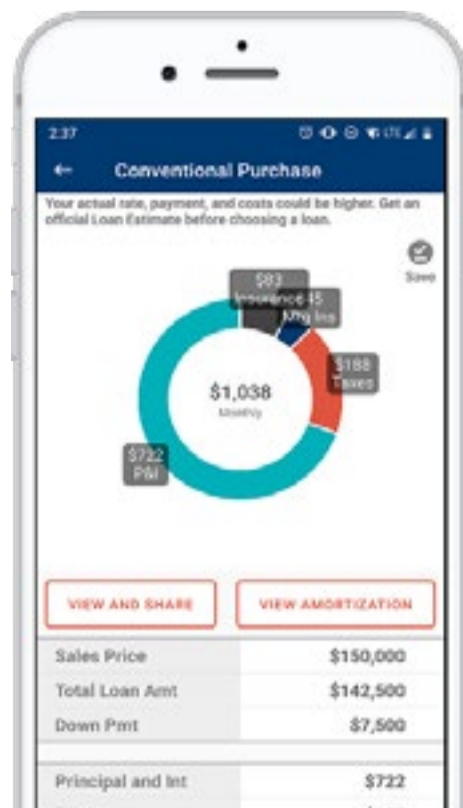 2:37
LTE
Conventional Purchase
Your actual rate, payment, and costs could be higher. Get an
official Loan Estimate before choosing a loan.
Save
$83
Insurance
$45
Mtg Ins
$188
Taxes
$1,038
Monthly
$722
P&I
VIEW AND SHARE
VIEW AMORTIZATION
Sales Price $150,000
Total Loan Amt $142,500
Down Pmt $7,500
Principal and Int $722